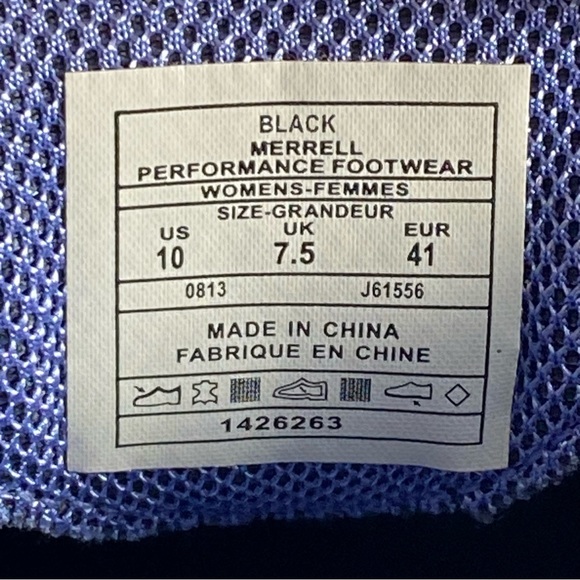 BLACK
MERRELL
PERFORMANCE FOOTWEAR
WOMENS-FEMMES
SIZE-GRANDEUR
US UK EUR
10 7.5 41
0813 J61556
MADE IN CHINA
FABRIQUE EN CHINE
1426263